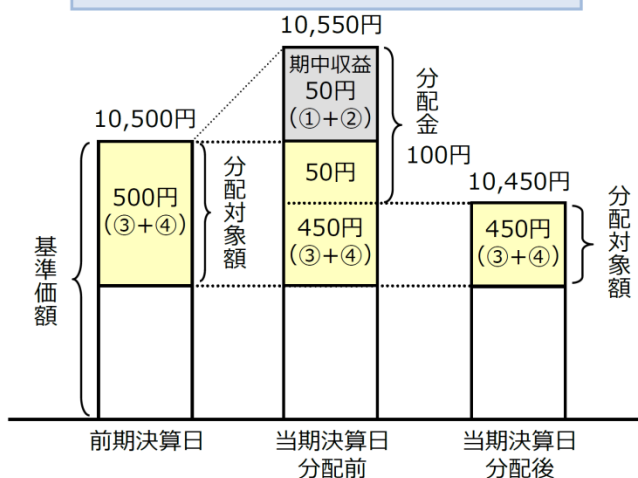 10,550円
期中収益
50円
(①+②)
分配金
100円
10,500円
500円
(③+④)
分配対象額
50円
450円
(③+④)
10,450円
450円
(③+④)
分配対象額
基準価額
前期決算日
当期決算日
分配前
当期決算日
分配後